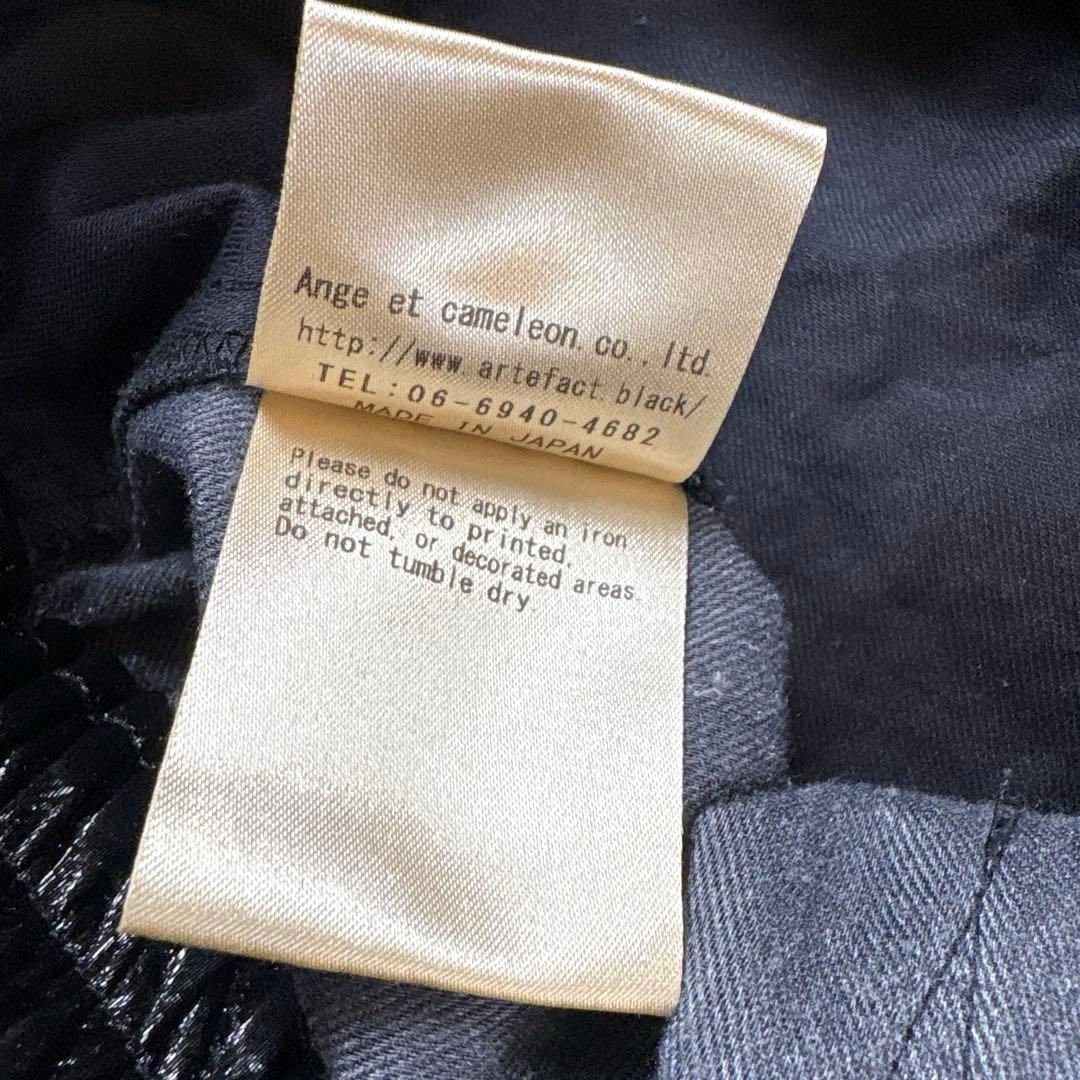 Ange et cameleon. co., ltd.
http://www.artefact.black/
TEL:06-6940-4682
MADE IN JAPAN
Please do not apply an iron
directly to printed,
attached, or decorated areas.
Do not tumble dry.